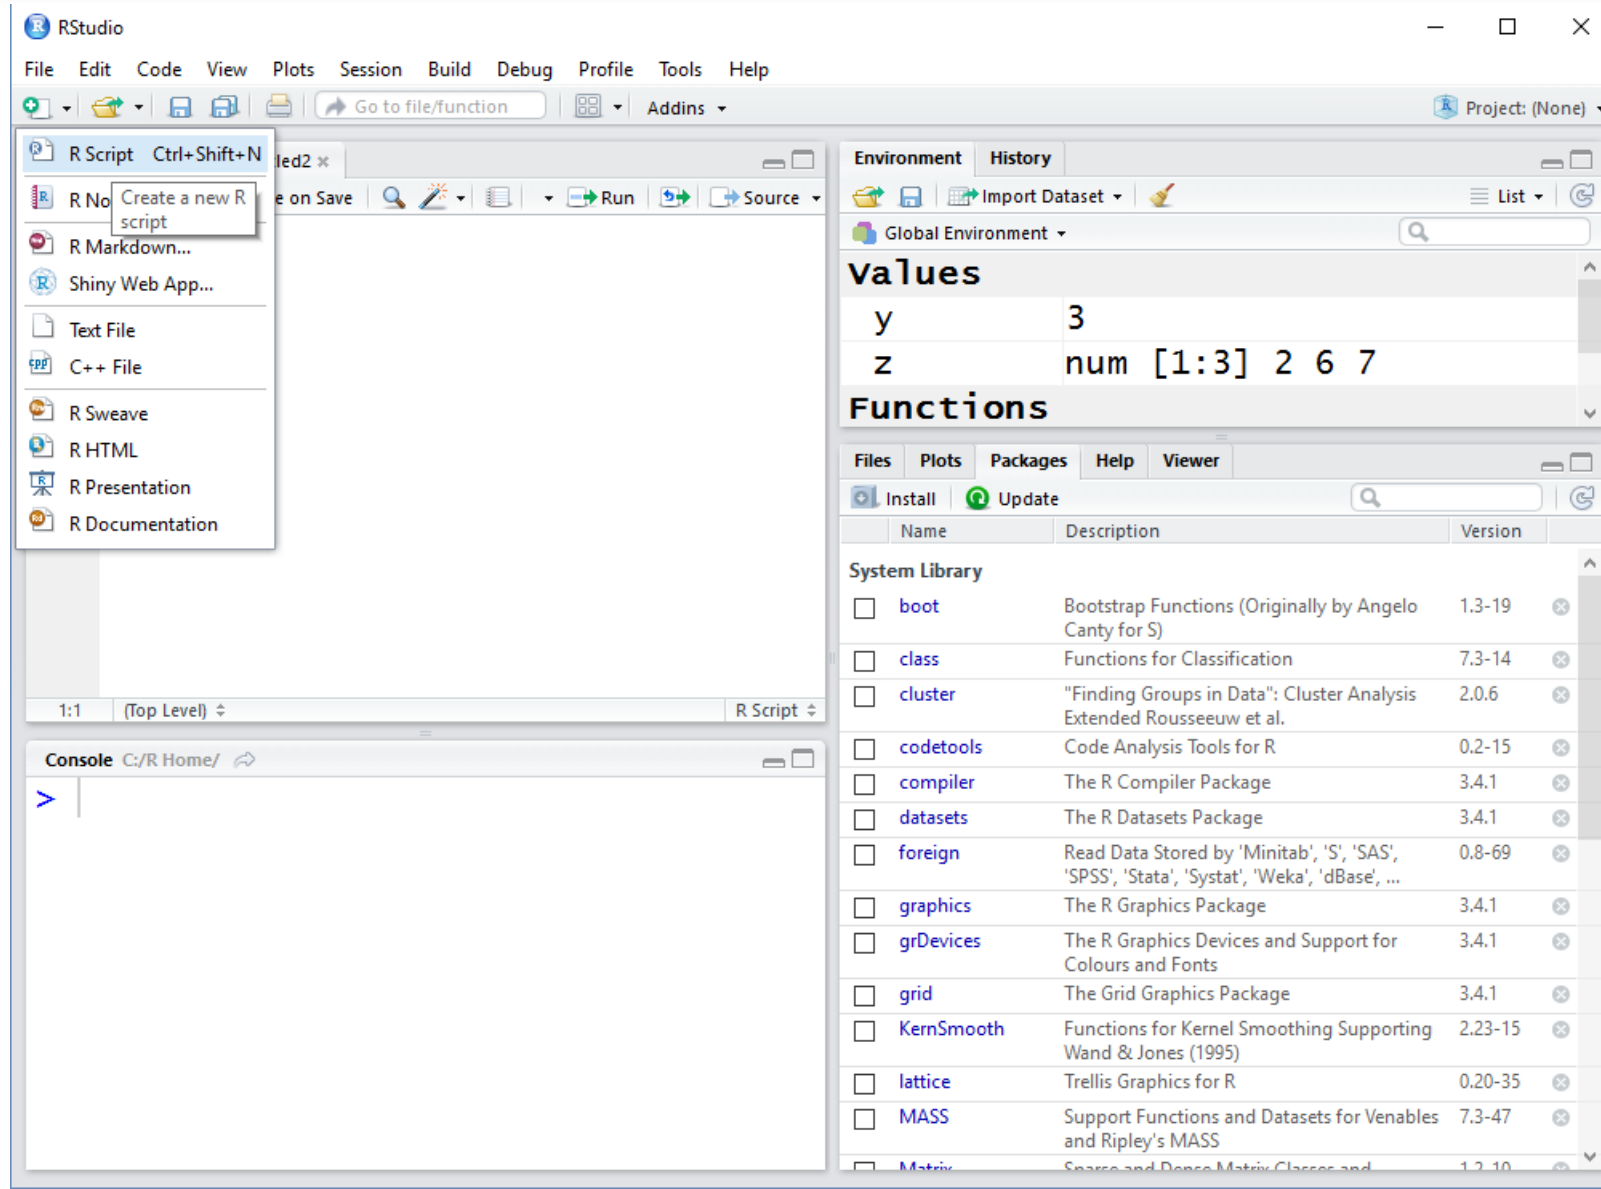 RStudio
File Edit Code View Plots Session Build Debug Profile Tools Help
Go to file/function Addins Project: (None)
R Script Ctrl+Shift+N
led2
R No
Create a new R
script
e on Save Run Source
R Markdown...
Shiny Web App...
Text File
C++ File
R Sweave
R HTML
R Presentation
R Documentation
1:1 (Top Level) R Script
Console C:/R Home/
>
Environment History
Import Dataset List
Global Environment
Values
y 3
z num [1:3] 2 6 7
Functions
Files Plots Packages Help Viewer
Install Update
Name Description Version
System Library
boot Bootstrap Functions (Originally by Angelo 1.3-19
Canty for S)
class Functions for Classification 7.3-14
cluster "Finding Groups in Data": Cluster Analysis 2.0.6
Extended Rousseeuw et al.
codetools Code Analysis Tools for R 0.2-15
compiler The R Compiler Package 3.4.1
datasets The R Datasets Package 3.4.1
foreign Read Data Stored by 'Minitab', 'S', 'SAS', 0.8-69
'SPSS', 'Stata', 'Systat', 'Weka', 'dBase', ...
graphics The R Graphics Package 3.4.1
grDevices The R Graphics Devices and Support for 3.4.1
Colours and Fonts
grid The Grid Graphics Package 3.4.1
KernSmooth Functions for Kernel Smoothing Supporting 2.23-15
Wand & Jones (1995)
lattice Trellis Graphics for R 0.20-35
MASS Support Functions and Datasets for Venables 7.3-47
and Ripley's MASS
Matrix Sparse and Dense Matrix Classes and 1.2-10